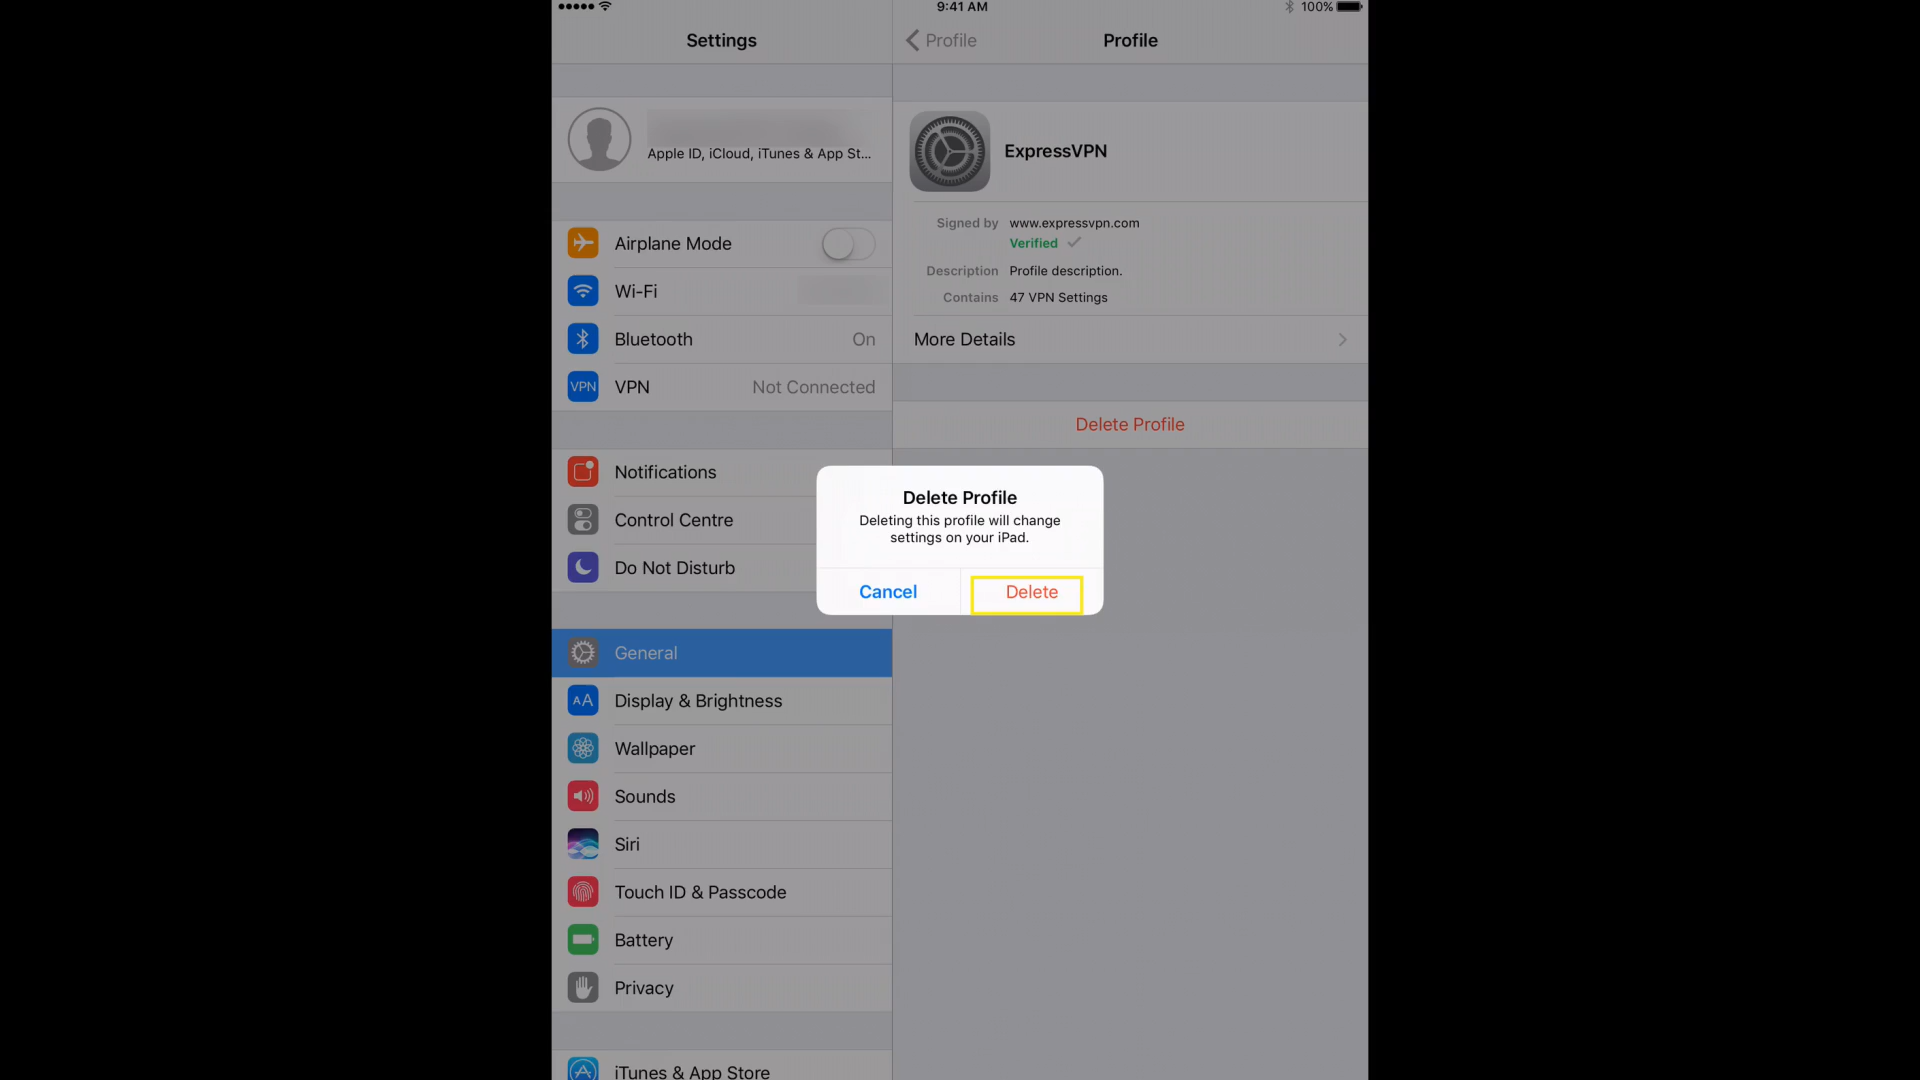 9:41 AM
100%
Settings
Profile
Profile
Apple ID, iCloud, iTunes & App St...
ExpressVPN
Signed by www.expressvpn.com
Verified
Description Profile description.
Contains 47 VPN Settings
More Details
Delete Profile
Airplane Mode
Wi-Fi
Bluetooth On
VPN VPN Not Connected
Notifications
Control Centre
Do Not Disturb
Delete Profile
Deleting this profile will change
settings on your iPad.
Cancel Delete
General
AA Display & Brightness
Wallpaper
Sounds
Siri
Touch ID & Passcode
Battery
Privacy
iTunes & App Store